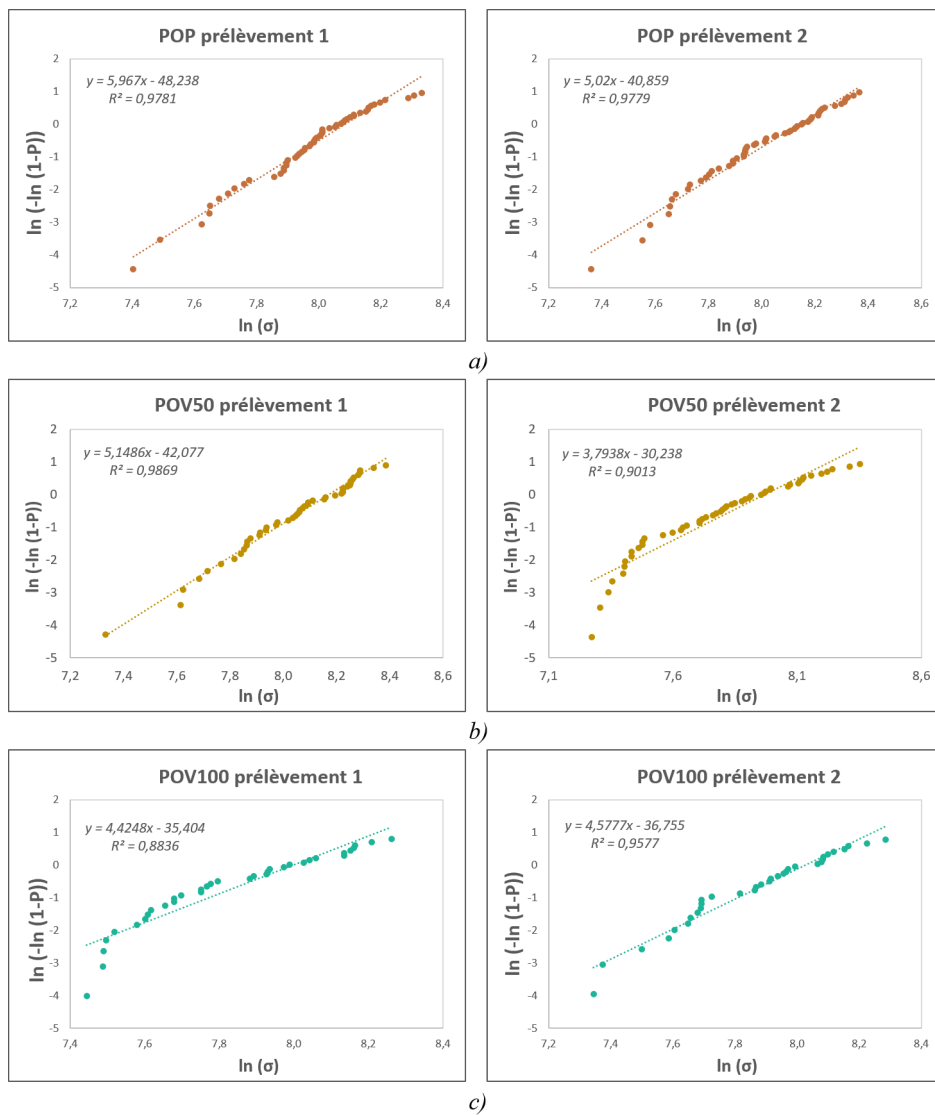 POP prélèvement 1
y = 5,967x - 48,238
R² = 0,9781
ln (-ln (1-P))
2
1
0
-1
-2
-3
-4
-5
7,2 7,4 7,6 7,8 8,0 8,2 8,4
ln (σ)
POP prélèvement 2
y = 5,02x - 40,859
R² = 0,9779
ln (-ln (1-P))
2
1
0
-1
-2
-3
-4
-5
7,2 7,4 7,6 7,8 8,0 8,2 8,4 8,6
ln (σ)
a)
POV50 prélèvement 1
y = 5,1486x - 42,077
R² = 0,9869
ln (-ln (1-P))
2
1
0
-1
-2
-3
-4
-5
7,2 7,4 7,6 7,8 8,0 8,2 8,4 8,6
ln (σ)
POV50 prélèvement 2
y = 3,7938x - 30,238
R² = 0,9013
ln (-ln (1-P))
2
1
0
-1
-2
-3
-4
-5
7,1 7,6 8,1 8,6
ln (σ)
b)
POV100 prélèvement 1
y = 4,4248x - 35,404
R² = 0,8836
ln (-ln (1-P))
2
1
0
-1
-2
-3
-4
-5
7,4 7,6 7,8 8,0 8,2 8,4
ln (σ)
POV100 prélèvement 2
y = 4,5777x - 36,755
R² = 0,9577
ln (-ln (1-P))
2
1
0
-1
-2
-3
-4
-5
7,2 7,4 7,6 7,8 8,0 8,2 8,4
ln (σ)
c)